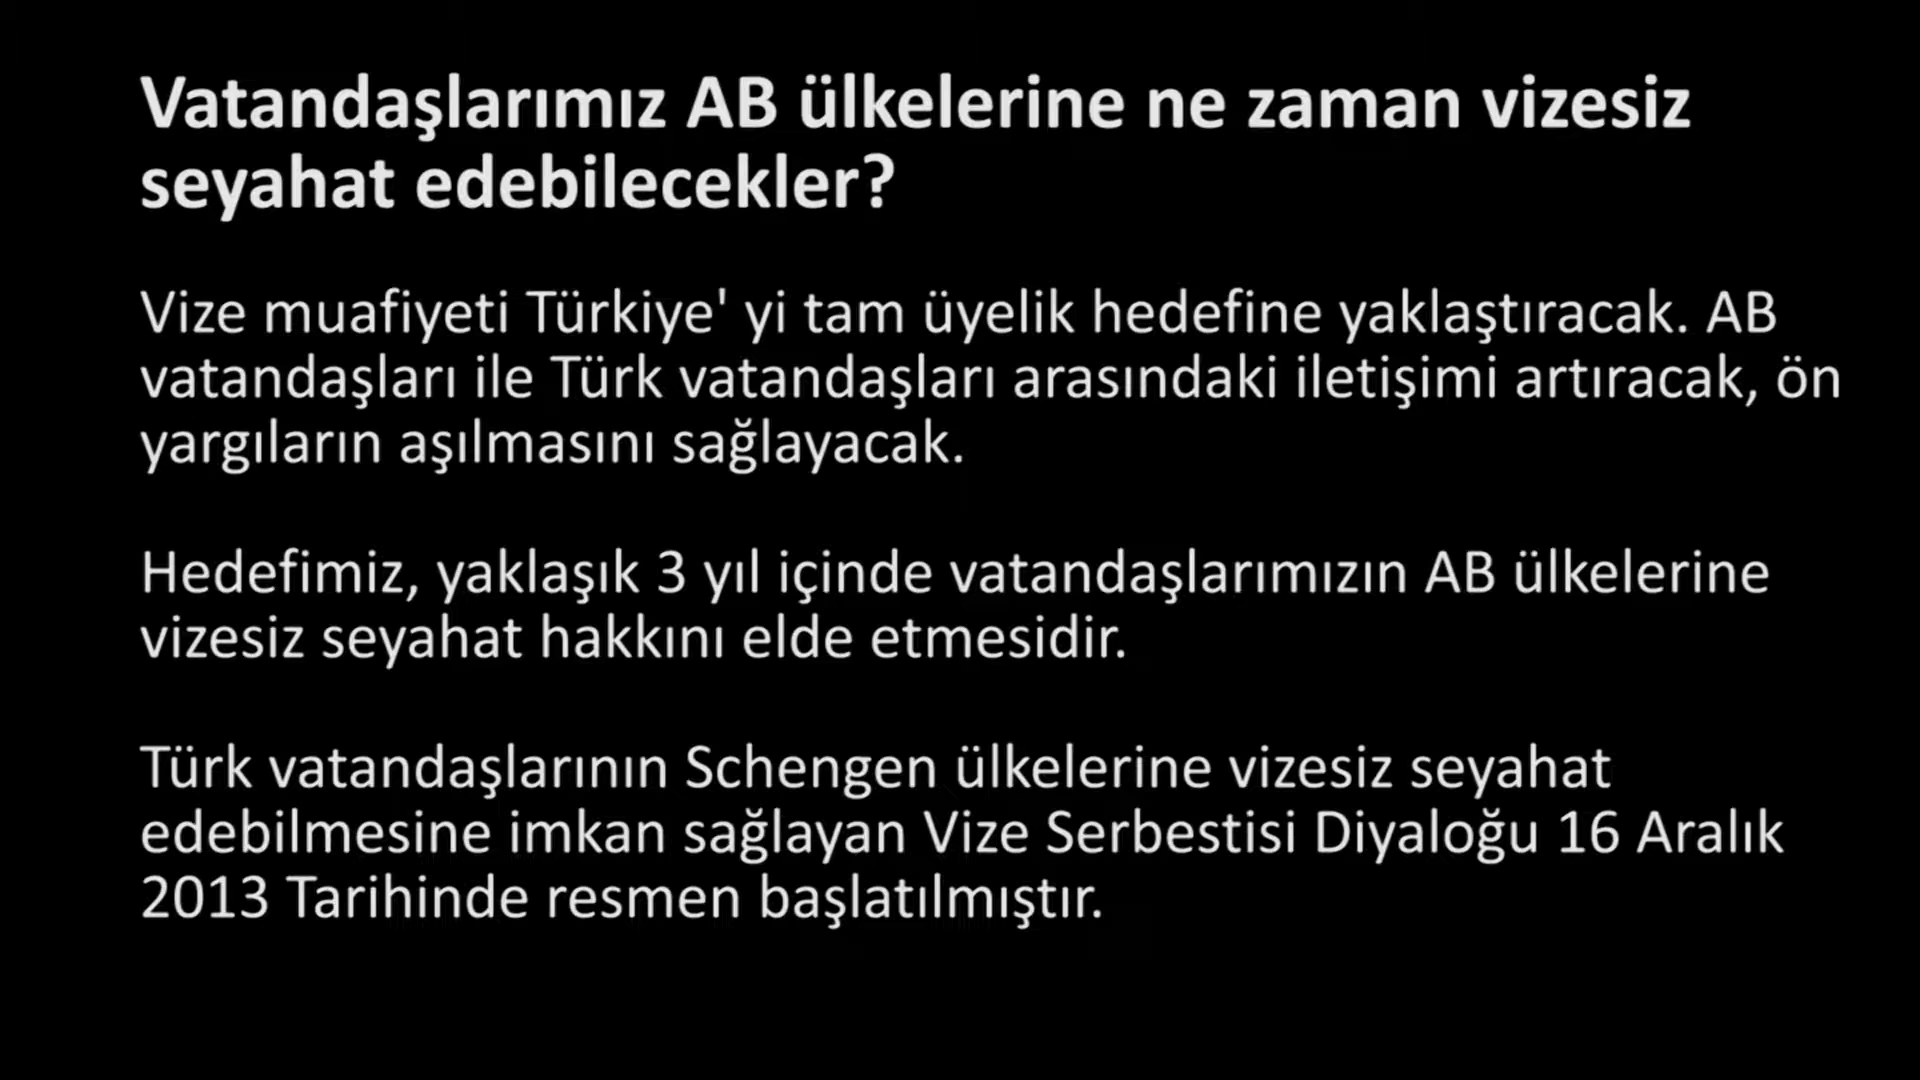 Vatandaşlarımız AB ülkelerine ne zaman vizesiz
seyahat edebilecekler?
Vize muafiyeti Türkiye' yi tam üyelik hedefine yaklaştıracak. AB
vatandaşları ile Türk vatandaşları arasındaki iletişimi artıracak, ön
yargıların aşılmasını sağlayacak.
Hedefimiz, yaklaşık 3 yıl içinde vatandaşlarımızın AB ülkelerine
vizesiz seyahat hakkını elde etmesidir.
Türk vatandaşlarının Schengen ülkelerine vizesiz seyahat
edebilmesine imkan sağlayan Vize Serbestisi Diyaloğu 16 Aralık
2013 Tarihinde resmen başlatılmıştır.